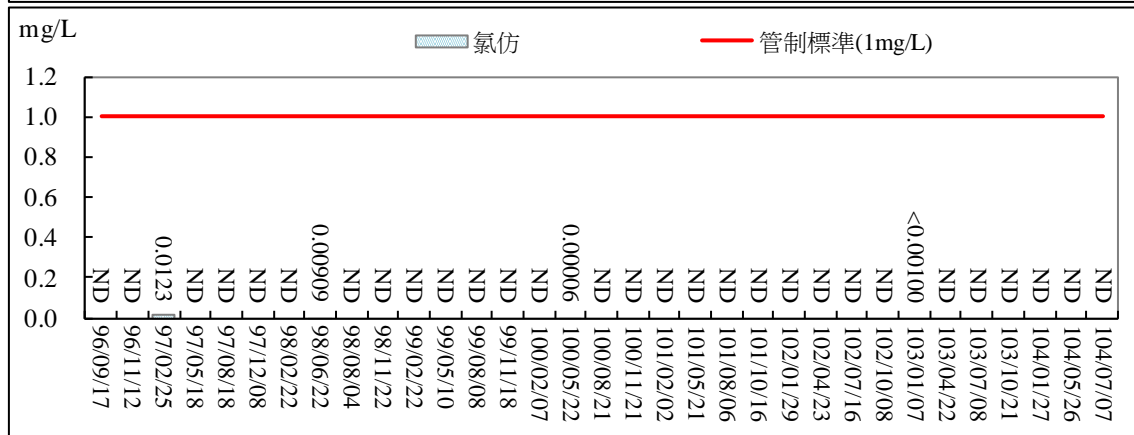 mg/L
氯仿 管制標準(1mg/L)
1.2
1.0
0.8
0.6
0.4
0.2
0.0
ND ND 0.0123 ND ND ND ND 0.00909 ND ND ND ND ND ND ND 0.00006 ND ND ND ND ND ND ND ND ND ND <0.00100 ND ND ND ND ND ND
96/09/17 96/11/12 97/02/25 97/05/18 97/08/18 97/12/08 98/02/22 98/06/22 98/08/04 98/11/22 99/02/22 99/05/10 99/08/08 99/11/18 100/02/07 100/05/22 100/08/21 100/11/21 101/02/02 101/05/21 101/08/06 101/10/16 102/01/29 102/04/23 102/07/16 102/10/08 103/01/07 103/04/22 103/07/08 103/10/21 104/01/27 104/05/26 104/07/07